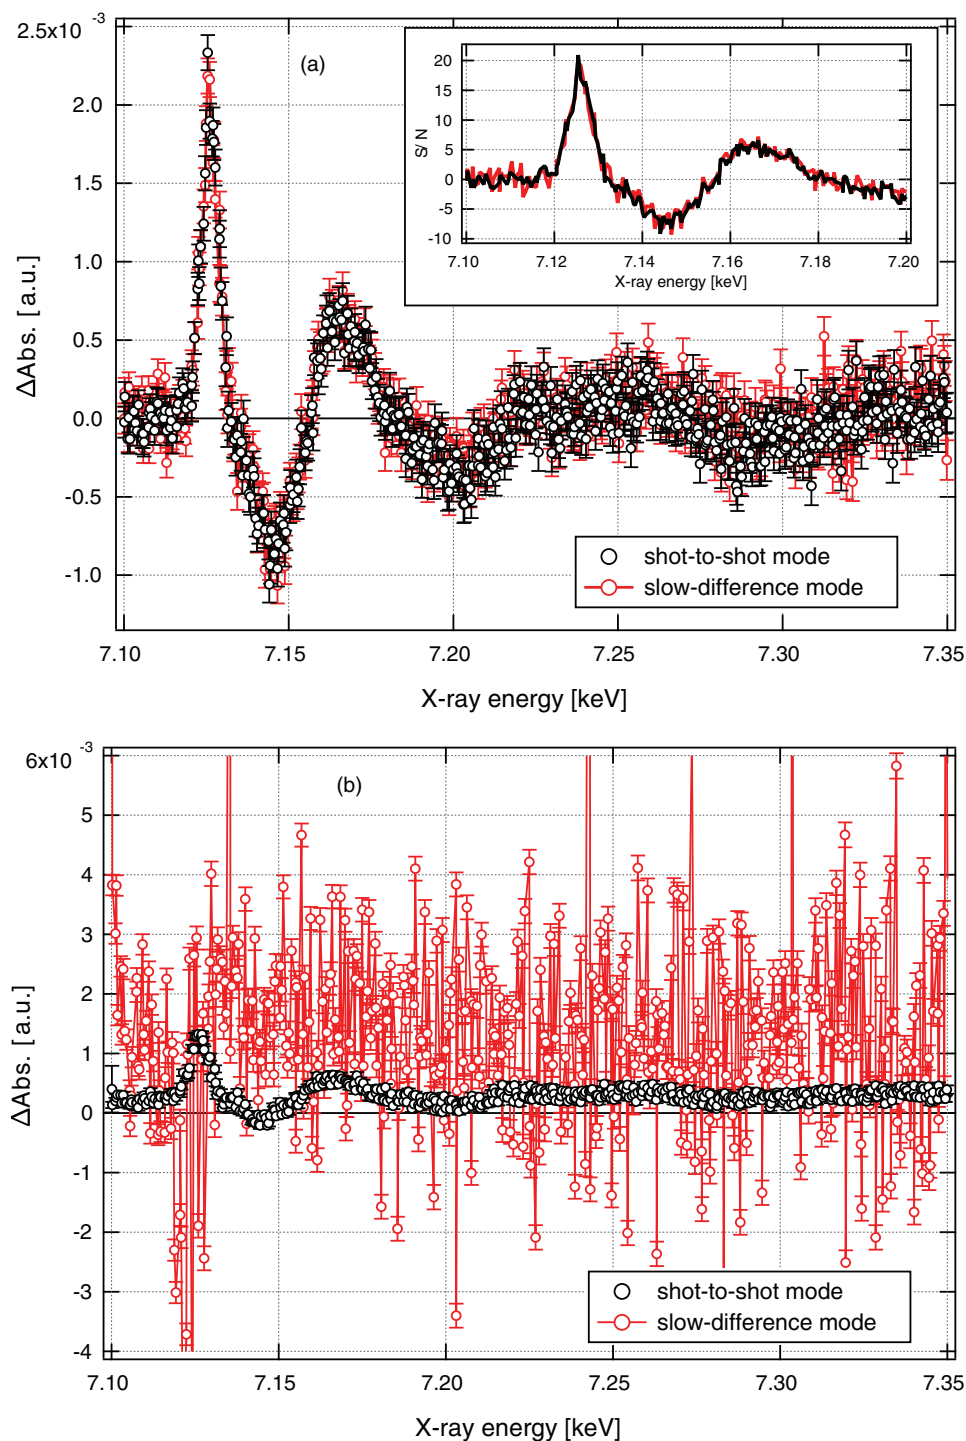 2.5x10 -3
2.0
1.5
1.0
0.5
0.0
-0.5
-1.0
ΔAbs. [ a.u.]
(a)
20
15
10
5
0
-5
-10
S/ N
7.10 7.12 7.14 7.16 7.18 7.20
X-ray energy [keV]
shot-to-shot mode
slow-difference mode
7.10 7.15 7.20 7.25 7.30 7.35
X-ray energy [keV]
6x10 -3
5
4
3
2
1
0
-1
-2
-3
-4
ΔAbs. [ a.u.]
(b)
shot-to-shot mode
slow-difference mode
7.10 7.15 7.20 7.25 7.30 7.35
X-ray energy [keV]